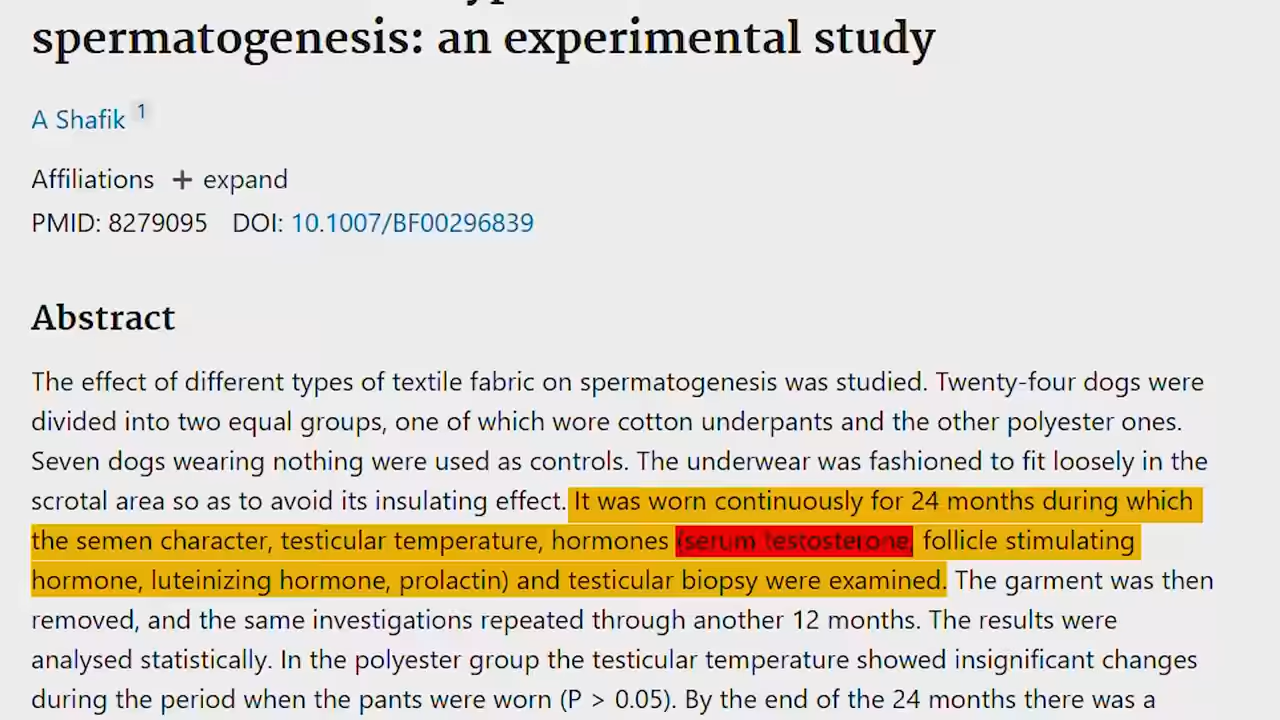 spermatogenesis: an experimental study
A Shafik 1
Affiliations + expand
PMID: 8279095 DOI: 10.1007/BF00296839
Abstract
The effect of different types of textile fabric on spermatogenesis was studied. Twenty-four dogs were
divided into two equal groups, one of which wore cotton underpants and the other polyester ones.
Seven dogs wearing nothing were used as controls. The underwear was fashioned to fit loosely in the
scrotal area so as to avoid its insulating effect. It was worn continuously for 24 months during which
the semen character, testicular temperature, hormones (serum testosterone, follicle stimulating
hormone, luteinizing hormone, prolactin) and testicular biopsy were examined. The garment was then
removed, and the same investigations repeated through another 12 months. The results were
analysed statistically. In the polyester group the testicular temperature showed insignificant changes
during the period when the pants were worn (P > 0.05). By the end of the 24 months there was a